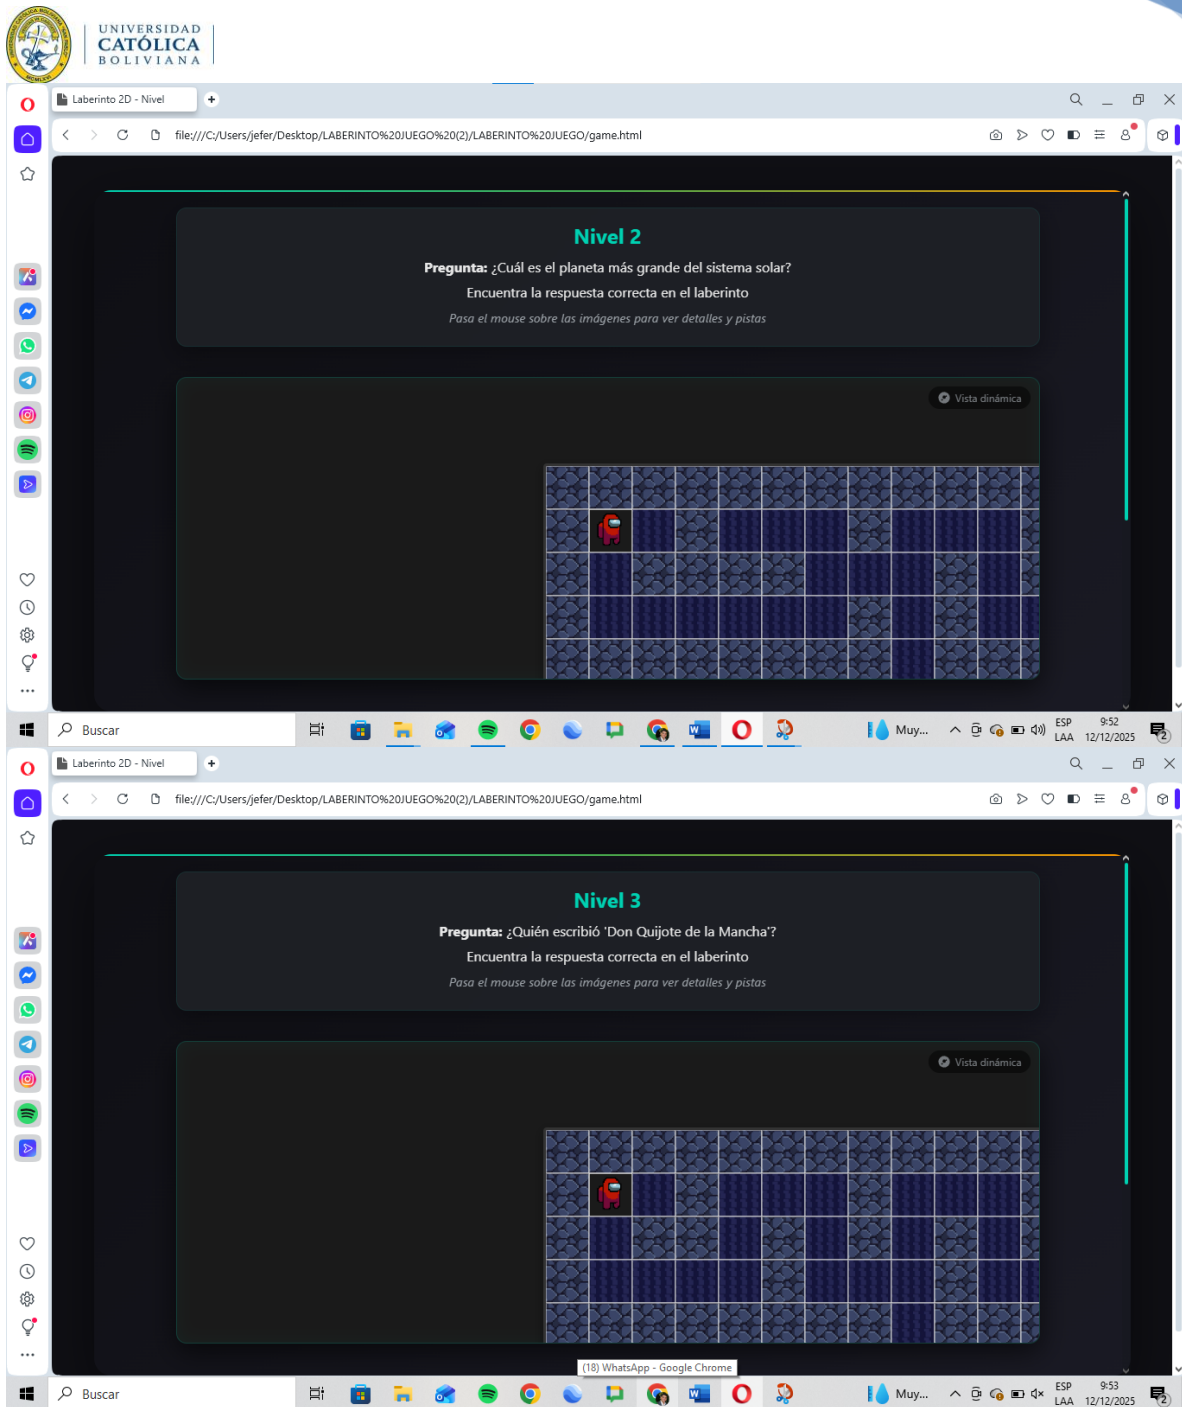 UNIVERSIDAD
CATÓLICA
BOLIVIANA
Laberinto 2D - Nivel
file:///C:/Users/jefer/Desktop/LABERINTO%20JUEGO%20(2)/LABERINTO%20JUEGO/game.html
Nivel 2
Pregunta: ¿Cuál es el planeta más grande del sistema solar?
Encuentra la respuesta correcta en el laberinto
Pasa el mouse sobre las imágenes para ver detalles y pistas
Vista dinámica
Buscar
Muy...
ESP
LAA
9:52
12/12/2025
2
Laberinto 2D - Nivel
file:///C:/Users/jefer/Desktop/LABERINTO%20JUEGO%20(2)/LABERINTO%20JUEGO/game.html
Nivel 3
Pregunta: ¿Quién escribió 'Don Quijote de la Mancha'?
Encuentra la respuesta correcta en el laberinto
Pasa el mouse sobre las imágenes para ver detalles y pistas
Vista dinámica
(18) WhatsApp - Google Chrome
Buscar
Muy...
ESP
LAA
9:53
12/12/2025
2